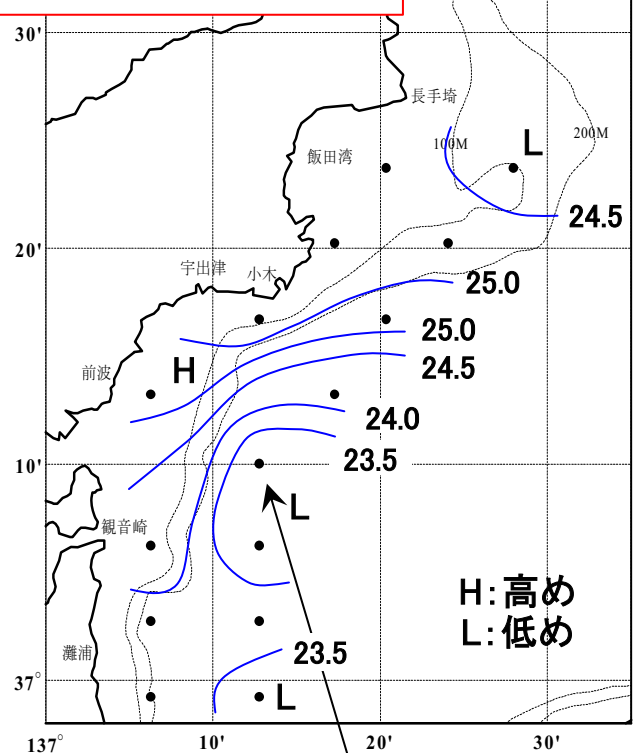 30'
長手埼
100M
L
200M
飯田湾
24.5
20'
宇出津
小木
25.0
25.0
前波
H
24.5
24.0
10'
23.5
L
観音崎
H:高め
L:低め
灘浦
23.5
37°
L
137°
10'
20'
30'